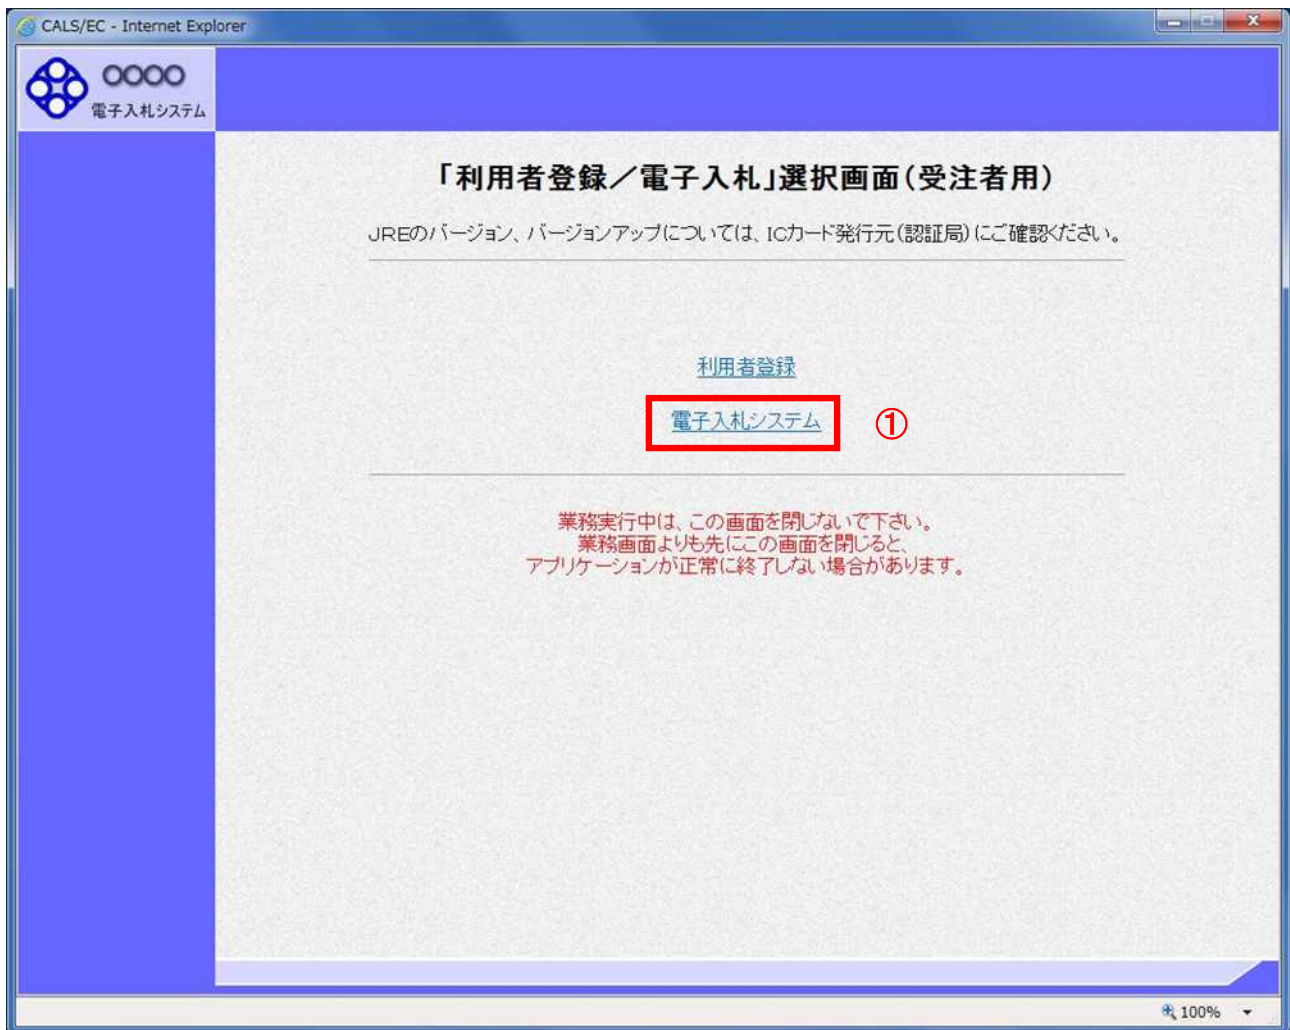 CALS/EC - Internet Explorer
○○○○
電子入札システム
「利用者登録／電子入札」選択画面(受注者用)
JREのバージョン、バージョンアップについては、ICカード発行元(認証局)にご確認ください。
利用者登録
電子入札システム ①
業務実行中は、この画面を閉じないで下さい。
業務画面よりも先にこの画面を閉じると、
アプリケーションが正常に終了しない場合があります。
100%